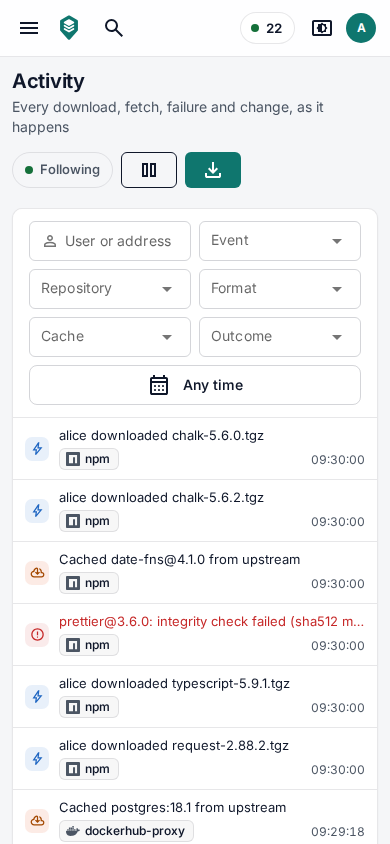 22
A
Activity
Every download, fetch, failure and change, as it
happens
Following
User or address
Event
Repository
Format
Cache
Outcome
Any time
alice downloaded chalk-5.6.0.tgz
npm
09:30:00
alice downloaded chalk-5.6.2.tgz
npm
09:30:00
Cached date-fns@4.1.0 from upstream
npm
09:30:00
prettier@3.6.0: integrity check failed (sha512 m...
npm
09:30:00
alice downloaded typescript-5.9.1.tgz
npm
09:30:00
alice downloaded request-2.88.2.tgz
npm
09:30:00
Cached postgres:18.1 from upstream
dockerhub-proxy
09:29:18